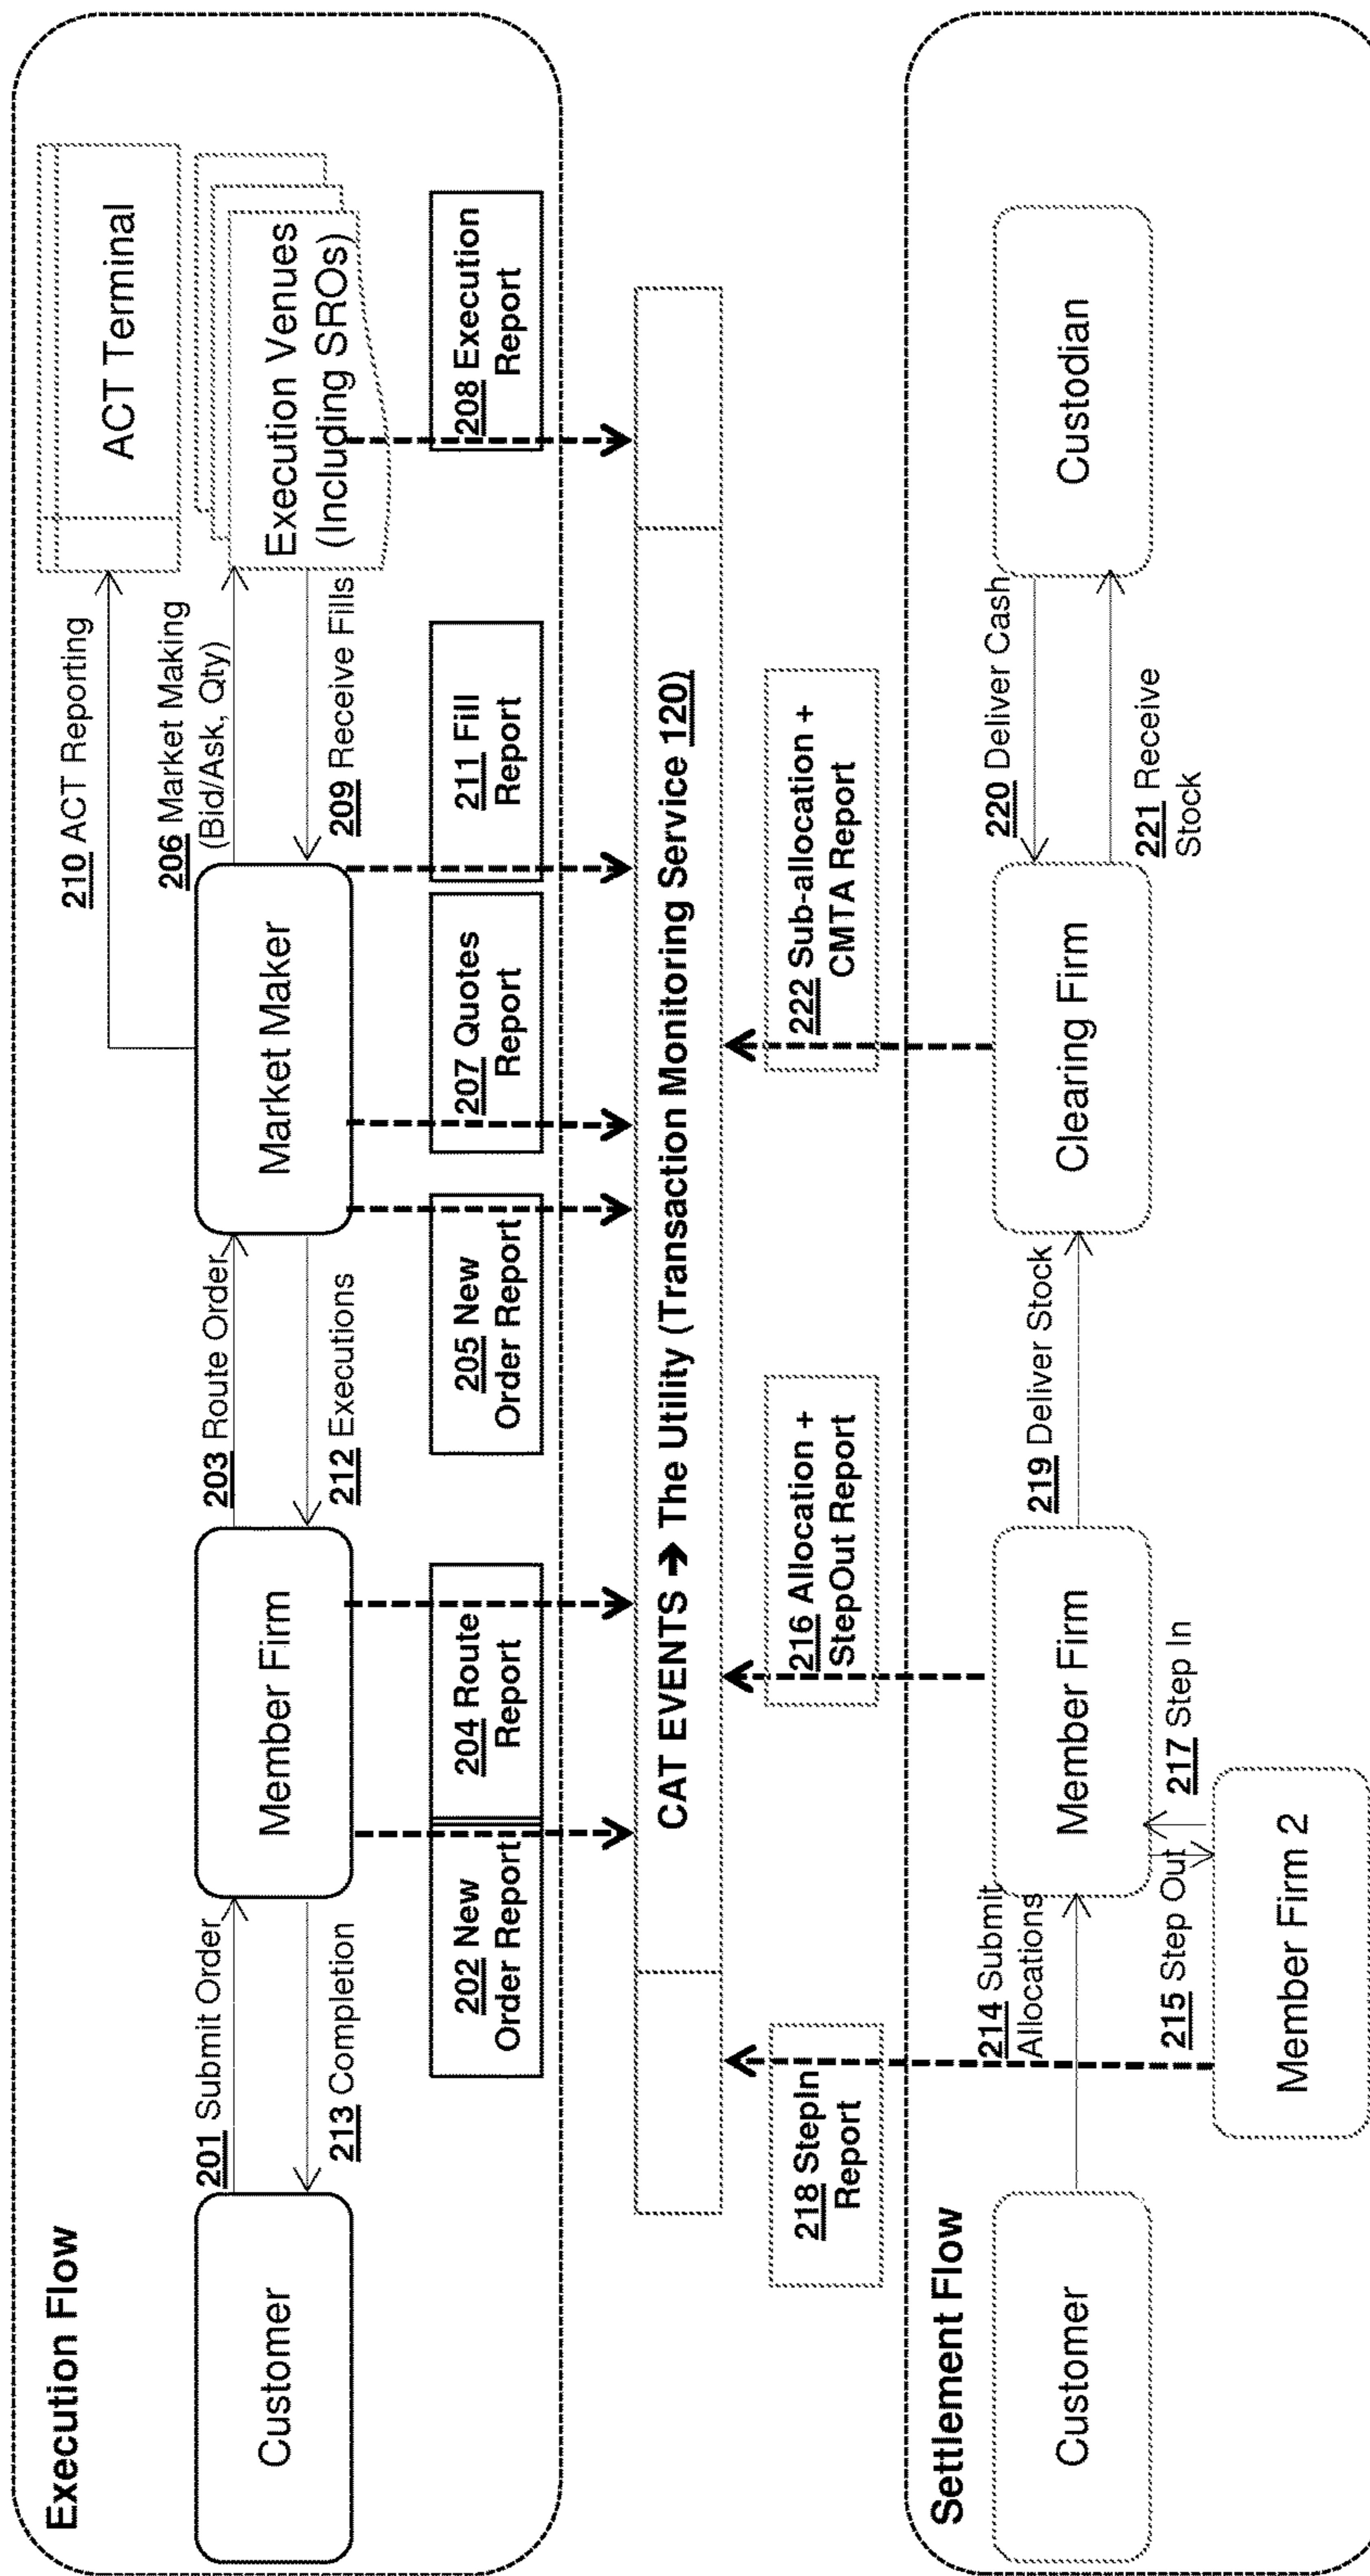 Execution Flow
ACT Terminal
210 ACT Reporting
201 Submit Order
203 Route Order
206 Market Making
(Bid/Ask, Qty)
Customer
Member Firm
Market Maker
Execution Venues
(Including SROs)
213 Completion
212 Executions
209 Receive Fills
202 New
Order Report
204 Route
Report
205 New
Order Report
207 Quotes
Report
211 Fill
Report
208 Execution
Report
CAT EVENTS ➔ The Utility (Transaction Monitoring Service 120)
218 StepIn
Report
216 Allocation +
StepOut Report
222 Sub-allocation +
CMTA Report
Settlement Flow
214 Submit
Allocations
219 Deliver Stock
220 Deliver Cash
Customer
Member Firm
Clearing Firm
Custodian
221 Receive
Stock
215 Step Out
217 Step In
Member Firm 2